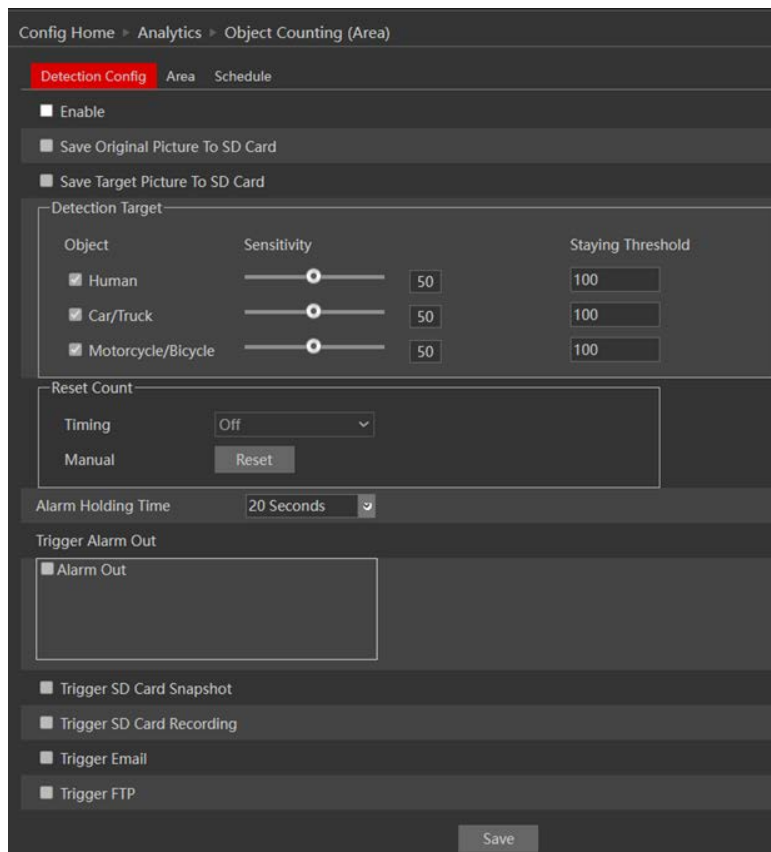 Config Home ▸ Analytics ▸ Object Counting (Area)
Detection Config Area Schedule
Enable
Save Original Picture To SD Card
Save Target Picture To SD Card
Detection Target
Object Sensitivity Staying Threshold
Human 50 100
Car/Truck 50 100
Motorcycle/Bicycle 50 100
Reset Count
Timing Off
Manual Reset
Alarm Holding Time 20 Seconds
Trigger Alarm Out
Alarm Out
Trigger SD Card Snapshot
Trigger SD Card Recording
Trigger Email
Trigger FTP
Save